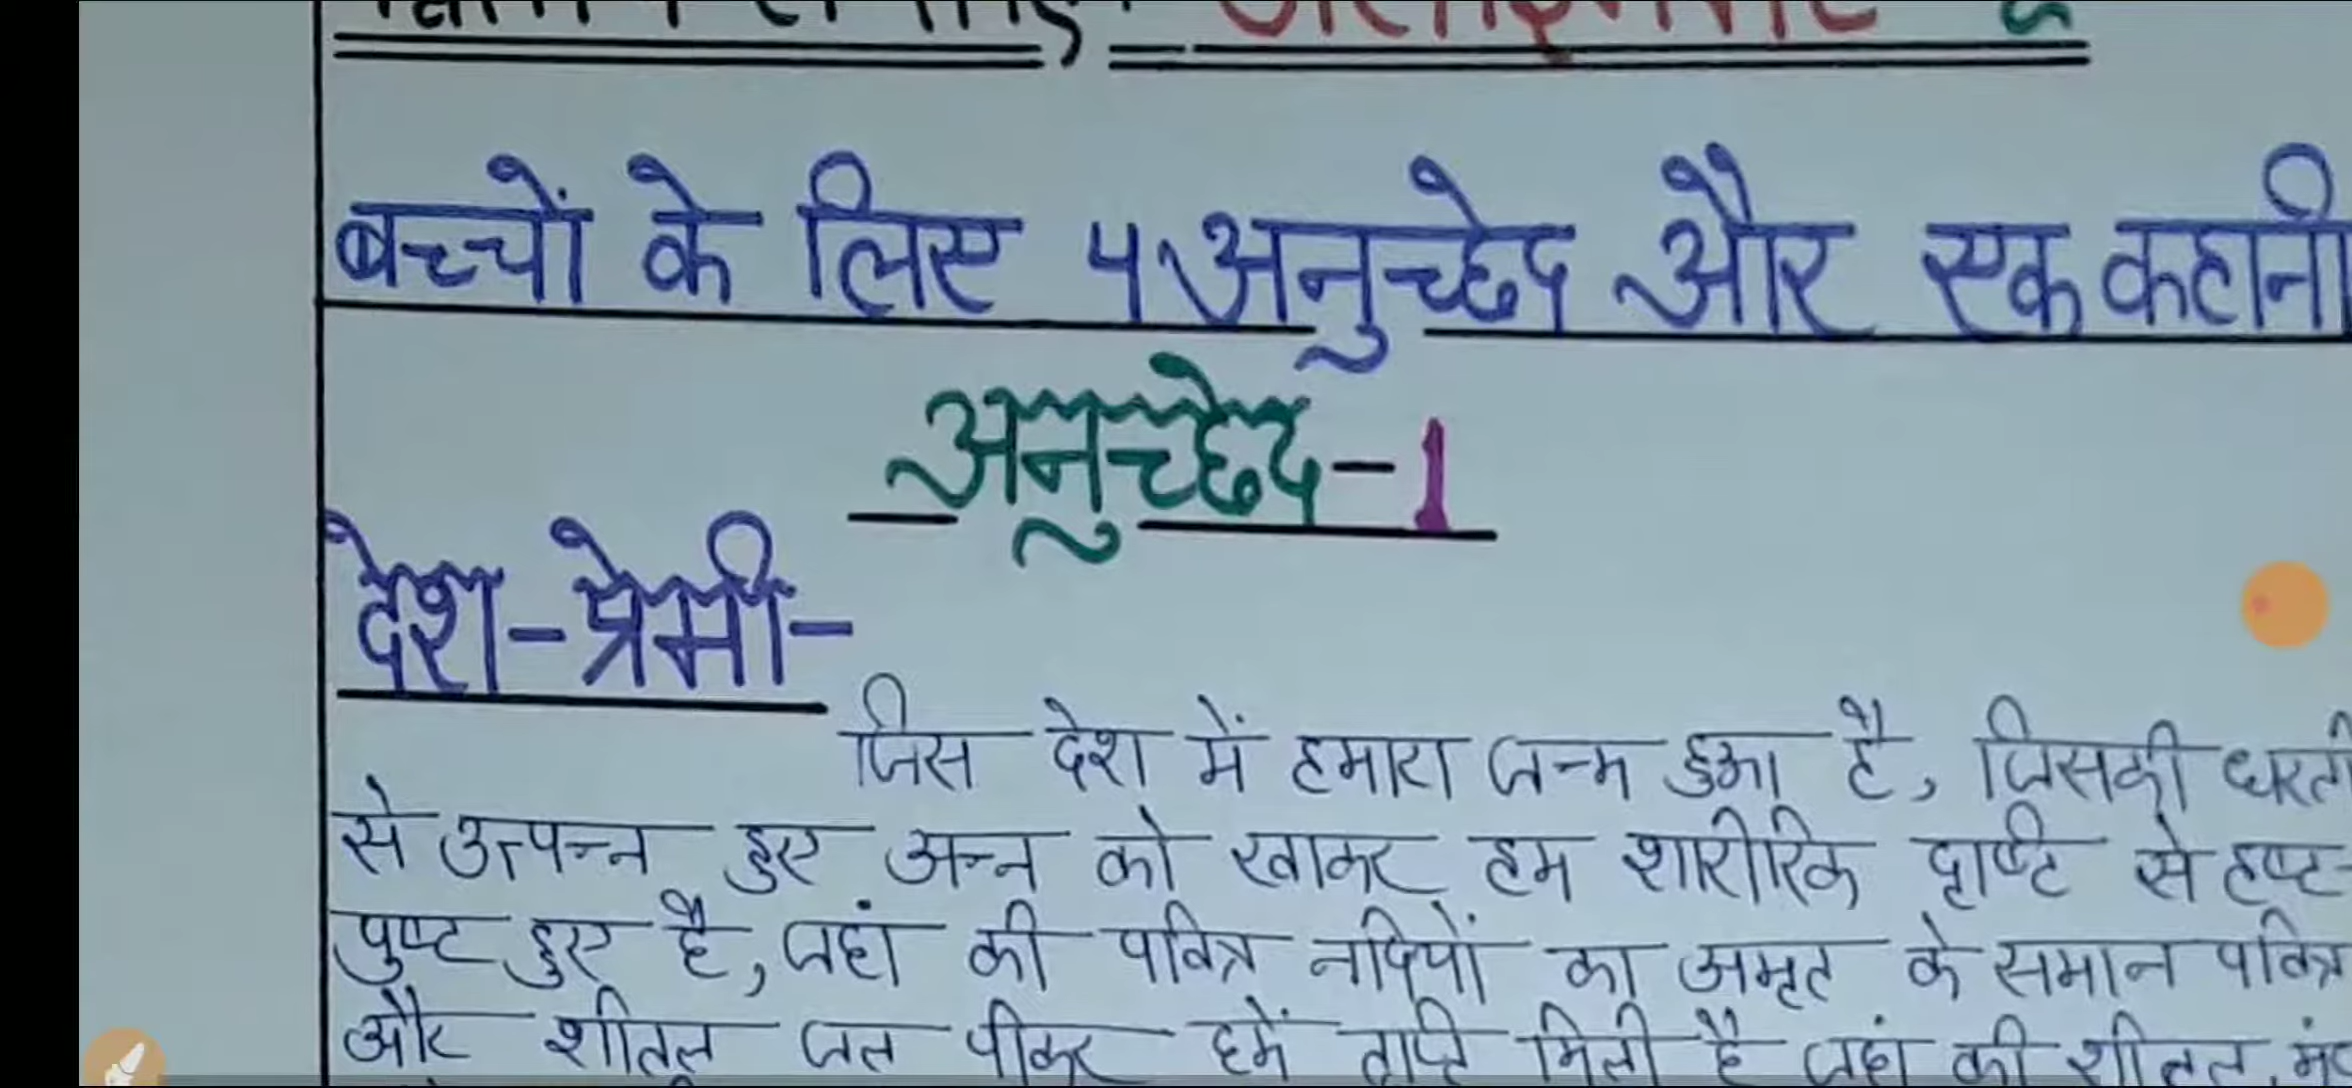 बच्चों के लिए 4 अनुच्छेद और एक कहानी
अनुच्छेद-1
देश-प्रेमी-
जिस देश में हमारा जन्म हुआ है, जिसकी धरती
से उत्पन्न हुए अन्न को खाकर हम शारीरिक दृष्टि से हृष्ट-
पुष्ट हुए है, जहां की पवित्र नदियों का अमृत के समान पवित्र
और शीतल जल पीकर हमें तृप्ति मिली है जहां की शीतल, मंद